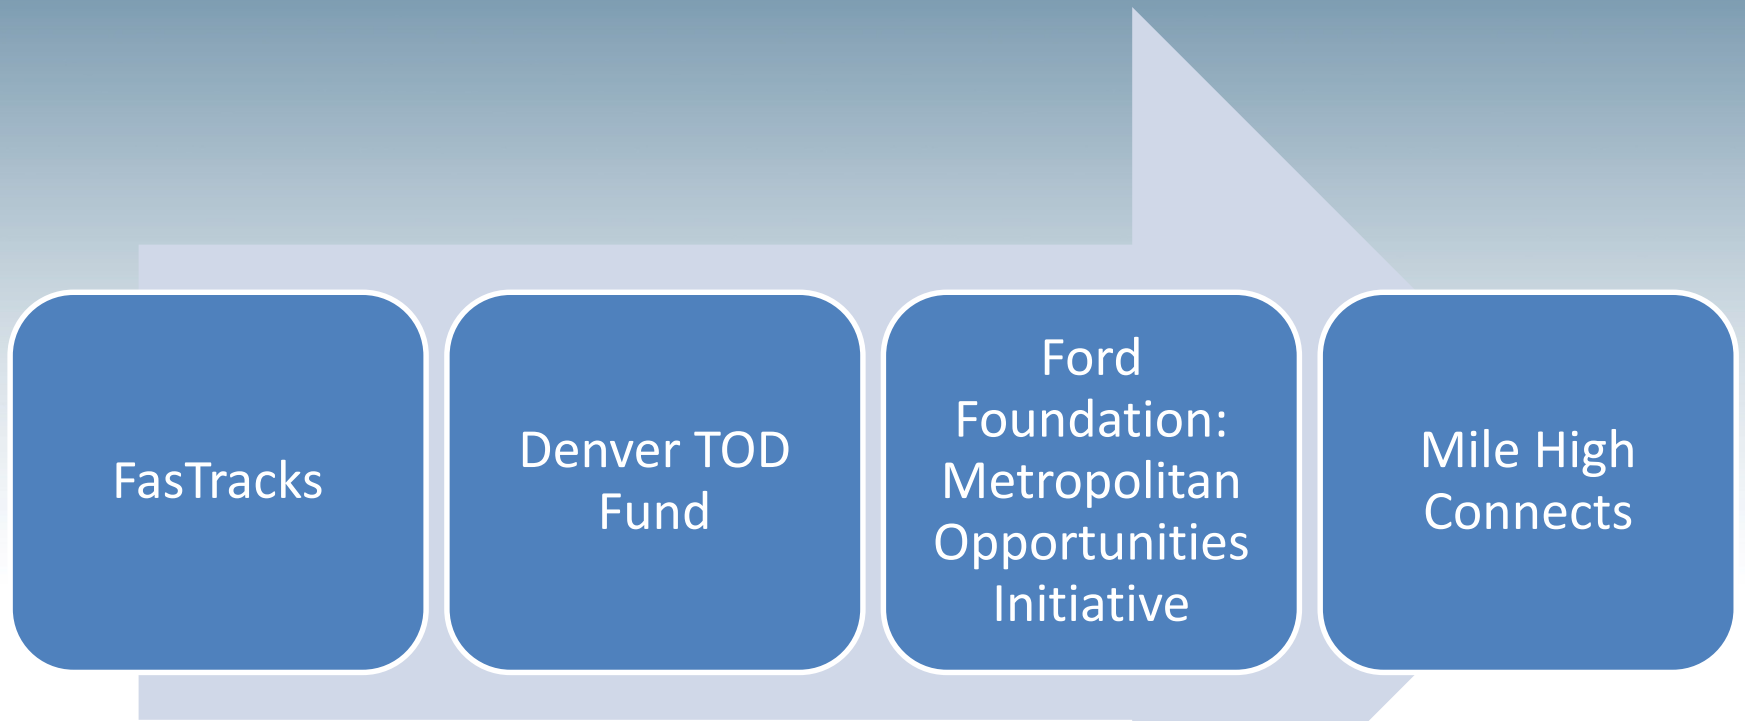 FasTracks
Denver TOD
Fund
Ford
Foundation:
Metropolitan
Opportunities
Initiative
Mile High
Connects